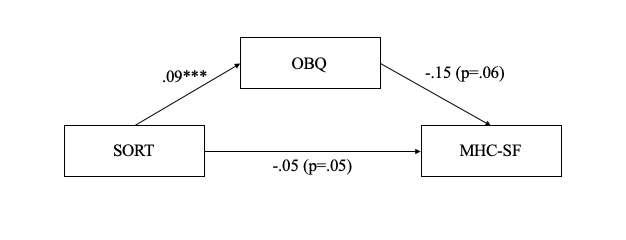 OBQ
.09***
-.15 (p=.06)
SORT
MHC-SF
-.05 (p=.05)